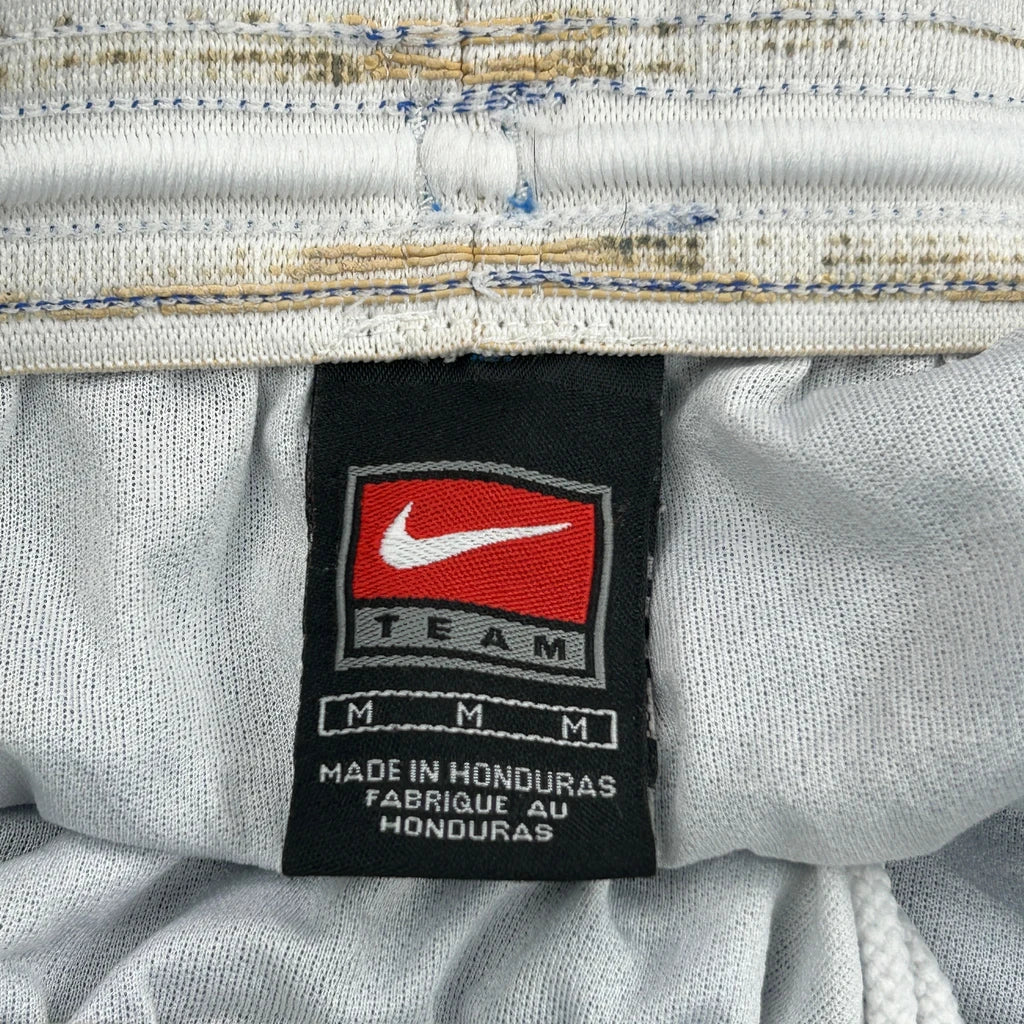 TEAM
M M M
MADE IN HONDURAS
FABRIQUE AU
HONDURAS